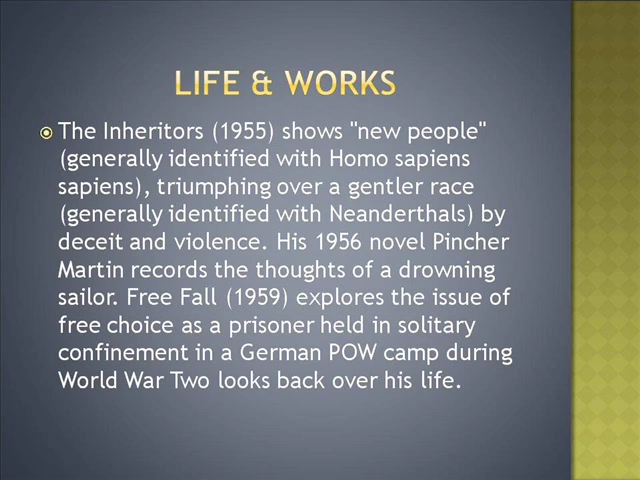 LIFE & WORKS
The Inheritors (1955) shows "new people"
(generally identified with Homo sapiens
sapiens), triumphing over a gentler race
(generally identified with Neanderthals) by
deceit and violence. His 1956 novel Pincher
Martin records the thoughts of a drowning
sailor. Free Fall (1959) explores the issue of
free choice as a prisoner held in solitary
confinement in a German POW camp during
World War Two looks back over his life.